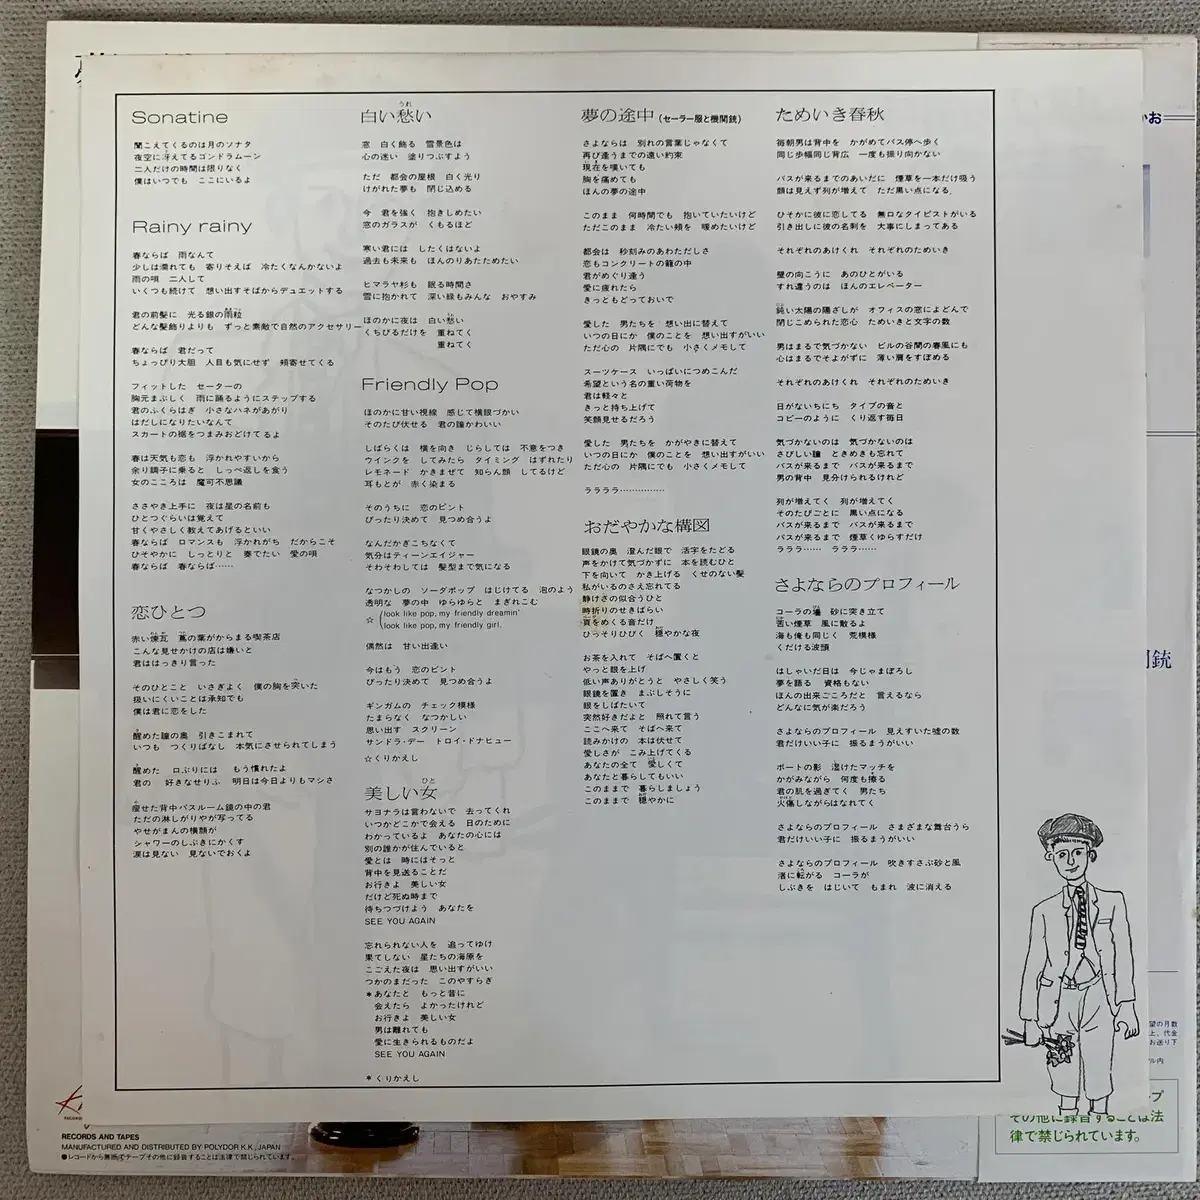 Sonatine
聞こえてくるのは月のソナタ
夜空に冴えてるゴンドラムーン
二人だけの時間は限りなく
僕はいつでも ここにいるよ
Rainy rainy
春ならば 雨なんて
少しは濡れても 寄りそえば 冷たくなんかないよ
雨の唄 二人して
いくつも続けて 想い出すそばからデュエットする
君の前髪に 光る銀の雨粒
どんな髪飾りよりも ずっと素敵で自然のアクセサリー
春ならば 君だって
ちょっぴり大胆 人目も気にせず 頬寄せてくる
フィットした セーターの
胸元まぶしく 雨に踊るようにステップする
君のふくらはぎ 小さなハネがあがり
はだしになりたいなんて
スカートの裾をつまみおどけてるよ
春は天気も恋も 浮かれやすいから
余り調子に乗ると しっぺ返しを食う
女のこころは 魔可不思議
ささやき上手に 夜は星の名前も
ひとつぐらいは覚えて
甘くやさしく教えてあげるといい
春ならば ロマンスも 浮かれがち だからこそ
ひそやかに しっとりと 奏でたい 愛の唄
春ならば 春ならば……
恋ひとつ
赤い煉瓦 蔦の葉がからまる喫茶店
こんな見せかけの店は嫌いと
君ははっきり言った
そのひとこと いさぎよく 僕の胸を突いた
扱いにくいことは承知でも
僕は君に恋をした
醒めた瞳の奥 引きこまれて
いつも つくりばなし 本気にさせられてしまう
醒めた 口ぶりには もう慣れたよ
君の 好きなせりふ 明日は今日よりもマシさ
瘦せた背中バスルーム鏡の中の君
ただの淋しがりやが写ってる
やせがまんの横顔が
シャワーのしぶきにかくす
涙は見ない 見ないでおくよ
白い愁い
うれ
窓 白く飾る 雪景色は
心の迷い 塗りつぶすよう
ただ 都会の屋根 白く光り
けがれた夢も 閉じ込める
今 君を強く 抱きしめたい
窓のガラスが くもるほど
寒い君には したくはないよ
過去も未来も ほんのりあたためたい
ヒマラヤ杉も 眠る時間さ
雪に抱かれて 深い緑もみんな おやすみ
ほのかに夜は 白い愁い
くちびるだけを 重ねてく
重ねてく
Friendly Pop
ほのかに甘い視線 感じて横眼づかい
そのたび伏せる 君の瞳かわいい
しばらくは 横を向き じらしては 不意をつき
ウインクを してみたら タイミング はずれたり
レモネード かきまぜて 知らん顔 してるけど
耳もとが 赤く染まる
そのうちに 恋のピント
ぴったり決めて 見つめ合うよ
なんだかぎこちなくて
気分はティーンエイジャー
そわそわしては 髪型まで気になる
なつかしの ソーダポップ はじけてる 泡のよう
透明な 夢の中 ゆらゆらと まぎれこむ
☆(look like pop, my friendly dreamin'
look like pop, my friendly girl.
偶然は 甘い出逢い
今はもう 恋のピント
ぴったり決めて 見つめ合うよ
ギンガムの チェック模様
たまらなく なつかしい
思い出す スクリーン
サンドラ・デー トロイ・ドナヒュー
☆くりかえし
美しい女
ひと
サヨナラは言わないで 去ってくれ
いつかどこかで会える 日のために
わかっているよ あなたの心には
別の誰かが住んでいると
愛とは 時にはそっと
背中を見送ることだ
お行きよ 美しい女
だけど死ぬ時まで
待ちつづけよう あなたを
SEE YOU AGAIN
忘れられない人を 追ってゆけ
果てしない 星たちの海原を
こごえた夜は 思い出すがいい
つかのまだった このやすらぎ
*あなたと もっと昔に
会えたら よかったけれど
お行きよ 美しい女
男は離れても
愛に生きられるものだよ
SEE YOU AGAIN
*くりかえし
夢の途中(セーラー服と機関銃)
さよならは 別れの言葉じゃなくて
再び逢うまでの遠い約束
現在を嘆いても
胸を痛めても
ほんの夢の途中
このまま 何時間でも 抱いていたいけど
ただこのまま 冷たい頬を 暖めたいけど
都会は 秒刻みのあわただしさ
恋もコンクリートの籠の中
君がめぐり逢う
愛に疲れたら
きっともどっておいで
愛した 男たちを 想い出に替えて
いつの日にか 僕のことを 想い出すがいい
ただ心の 片隅にでも 小さくメモして
スーツケース いっぱいにつめこんだ
希望という名の重い荷物を
君は軽々と
きっと持ち上げて
笑顔見せるだろう
愛した 男たちを かがやきに替えて
いつの日にか 僕のことを 想い出すがいい
ただ心の 片隅にでも 小さくメモして
ララララ……………
おだやかな構図
眼鏡の奥 澄んだ眼で 活字をたどる
声をかけて気づかずに 本を読むひと
下を向いて かき上げる くせのない髪
私がいるのさえ忘れてる
静けさの似合うひと
時折りのせきばらい
頁をめくる音だけ
ひっそりひびく 穏やかな夜
お茶を入れて そばへ置くと
やっと眼を上げ
低い声ありがとうと やさしく笑う
眼鏡を置き まぶしそうに
眼をしばたいて
突然好きだよと 照れて言う
ここへ来て そばへ来て
読みかけの 本は伏せて
愛しさが こみ上げてくる
あなたの全て 愛しくて
あなたと暮らしてもいい
このままで 暮らしましょう
このままで 穏やかに
ためいき春秋
毎朝男は背中を かがめてバス停へ歩く
同じ歩幅同じ背広 一度も振り向かない
バスが来るまでのあいだに 煙草を一本だけ吸う
顔は見えず列が増えて ただ黒い点になる.
ひそかに彼に恋してる 無口なタイピストがいる
引き出しに彼の名刺を 大事にしまってある
それぞれのあけくれ それぞれのためいき
壁の向こうに あのひとがいる
すれ違うのは ほんのエレベーター
鈍い太陽の陽ざしが オフィスの窓によどんで
閉じこめられた恋心 ためいきと文字の数
男はまるで気づかない ビルの谷間の春風にも
心はまるでそよがずに 薄い肩をすぼめる
それぞれのあけくれ それぞれのためいき
日がないちにち タイプの音と
コピーのように くり返す毎日
気づかないのは 気づかないのは
さびしい瞳 ときめきも忘れて
バスが来るまで バスが来るまで
男の背中 見分けられるけれど
列が増えてく 列が増えてく
そのたびごとに 黒い点になる
バスが来るまで バスが来るまで
バスが来るまで 煙草くゆらすだけ
ラララ…… ラララ……
さよならのプロフィール
コーラの壜 砂に突き立て
苦い煙草 風に散るよ
海も俺も同じく 荒模様
くだける波頭
はしゃいだ日は 今じゃまぼろし
夢を語る 資格もない
ほんの出来ごころだと 言えるなら
どんなに気が楽だろう
さよならのプロフィール 見えすいた嘘の数
君だけいい子に 振るまうがいい
ボートの影 湿けたマッチを
かがみながら 何度も擦る
君の肌を過ぎてく 男たち
火傷しながらはなれてく
さよならのプロフィール さまざまな舞台うら
君だけいい子に 振るまうがいい
さよならのプロフィール 吹きすさぶ砂と風
渚に転がる コーラが
しぶきを はじいて もまれ 波に消える
RECORDS AND TAPES
MANUFACTURED AND DISTRIBUTED BY POLYDOR K.K., JAPAN
●レコードから無断でテープその他に録音することは法律で禁じられています。
銃
望の月数
上、代金
お送り下
ル内
プ
その他に録音することは法
律で禁じられています。